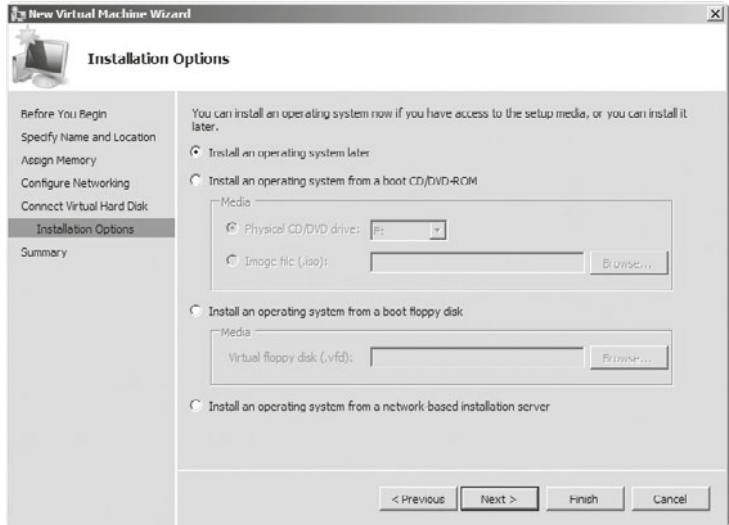 New Virtual Machine Wizard
Installation Options
Before You Begin
Specify Name and Location
Assign Memory
Configure Networking
Connect Virtual Hard Disk
Installation Options
Summary
You can install an operating system now if you have access to the setup media, or you can install it
later.
Install an operating system later
Install an operating system from a boot CD/DVD-ROM
Media
Physical CD/DVD drive:
Image file (.iso):
Browse...
Install an operating system from a boot floppy disk
Media
Virtual floppy disk (.vfd):
Browse...
Install an operating system from a network-based installation server
< Previous
Next >
Finish
Cancel